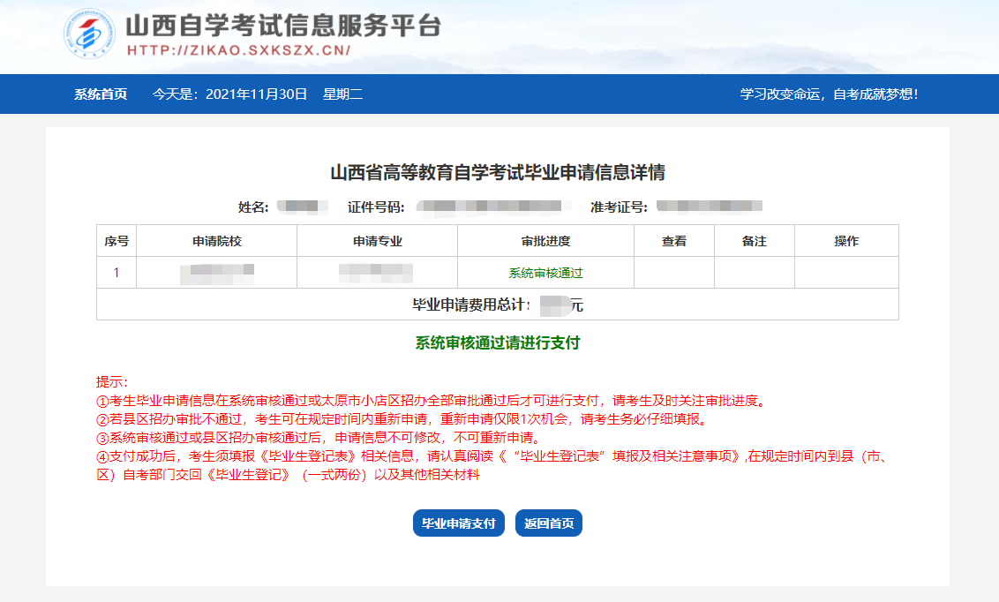 山西自学考试信息服务平台
HTTP://ZIKAO.SXKSZX.CN/
系统首页 今天是：2021年11月30日 星期二 学习改变命运，自考成就梦想！
山西省高等教育自学考试毕业申请信息详情
姓名: 证件号码: 准考证号:
序号 申请院校 申请专业 审批进度 查看 备注 操作
1 系统审核通过
毕业申请费用总计: 元
系统审核通过请进行支付
提示:
①考生毕业申请信息在系统审核通过或太原市小店区招办全部审批通过后才可进行支付，请考生及时关注审批进度。
②若县区招办审批不通过，考生可在规定时间内重新申请，重新申请仅限1次机会，请考生务必仔细填报。
③系统审核通过或县区招办审核通过后，申请信息不可修改，不可重新申请。
④支付成功后，考生须填报《毕业生登记表》相关信息，请认真阅读《“毕业生登记表”填报及相关注意事项》,在规定时间内到县（市、
区）自考部门交回《毕业生登记》（一式两份）以及其他相关材料
毕业申请支付 返回首页